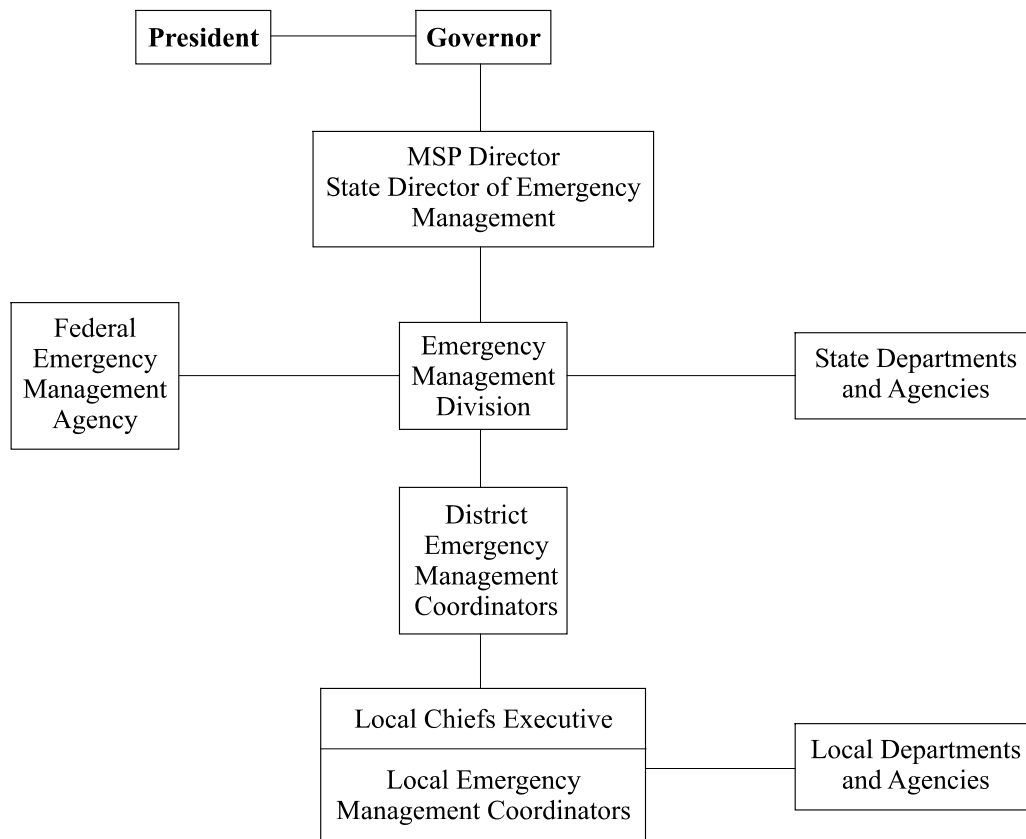 President
Governor
MSP Director
State Director of Emergency
Management
Federal
Emergency
Management
Agency
Emergency
Management
Division
State Departments
and Agencies
District
Emergency
Management
Coordinators
Local Chiefs Executive
Local Emergency
Management Coordinators
Local Departments
and Agencies